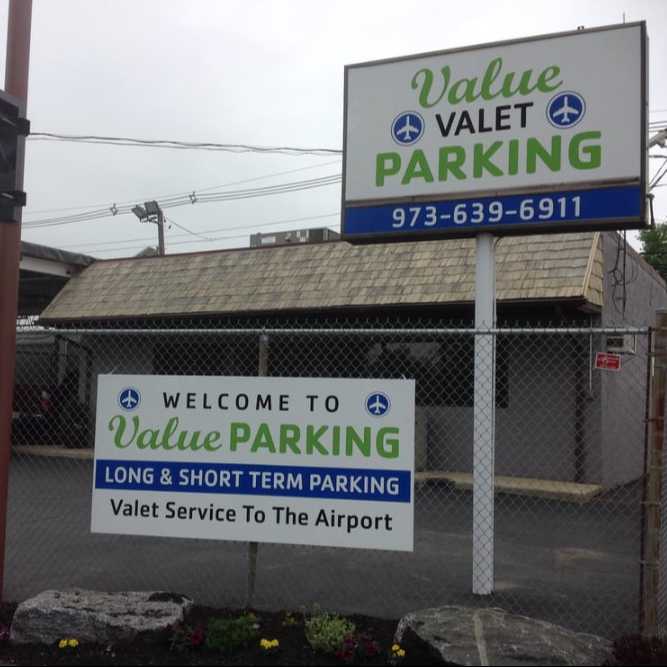 Value
VALET
PARKING
973-639-6911
WELCOME TO
Value PARKING
LONG & SHORT TERM PARKING
Valet Service To The Airport